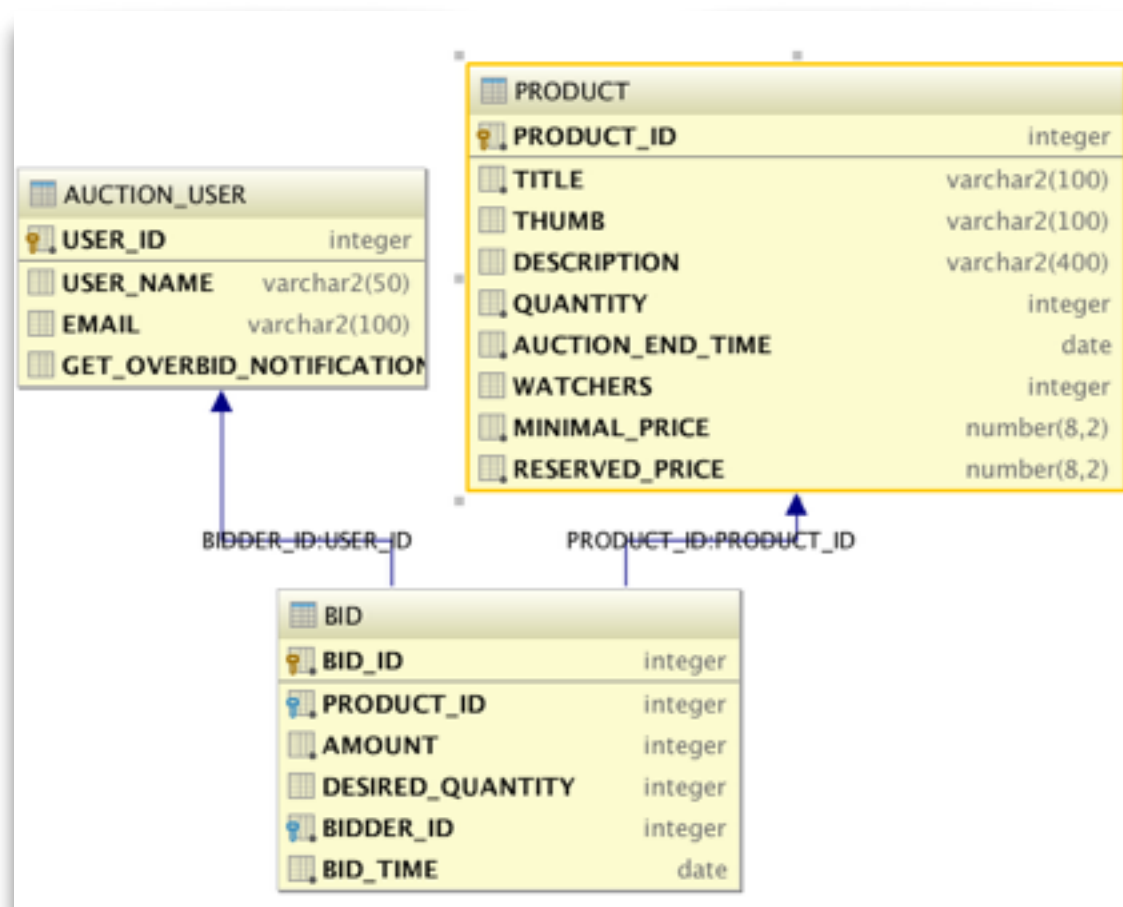 PRODUCT
PRODUCT_ID integer
TITLE varchar2(100)
THUMB varchar2(100)
DESCRIPTION varchar2(400)
QUANTITY integer
AUCTION_END_TIME date
WATCHERS integer
MINIMAL_PRICE number(8,2)
RESERVED_PRICE number(8,2)
AUCTION_USER
USER_ID integer
USER_NAME varchar2(50)
EMAIL varchar2(100)
GET_OVERBID_NOTIFICATION
BIDDER_ID:USER_ID
PRODUCT_ID:PRODUCT_ID
BID
BID_ID integer
PRODUCT_ID integer
AMOUNT integer
DESIRED_QUANTITY integer
BIDDER_ID integer
BID_TIME date